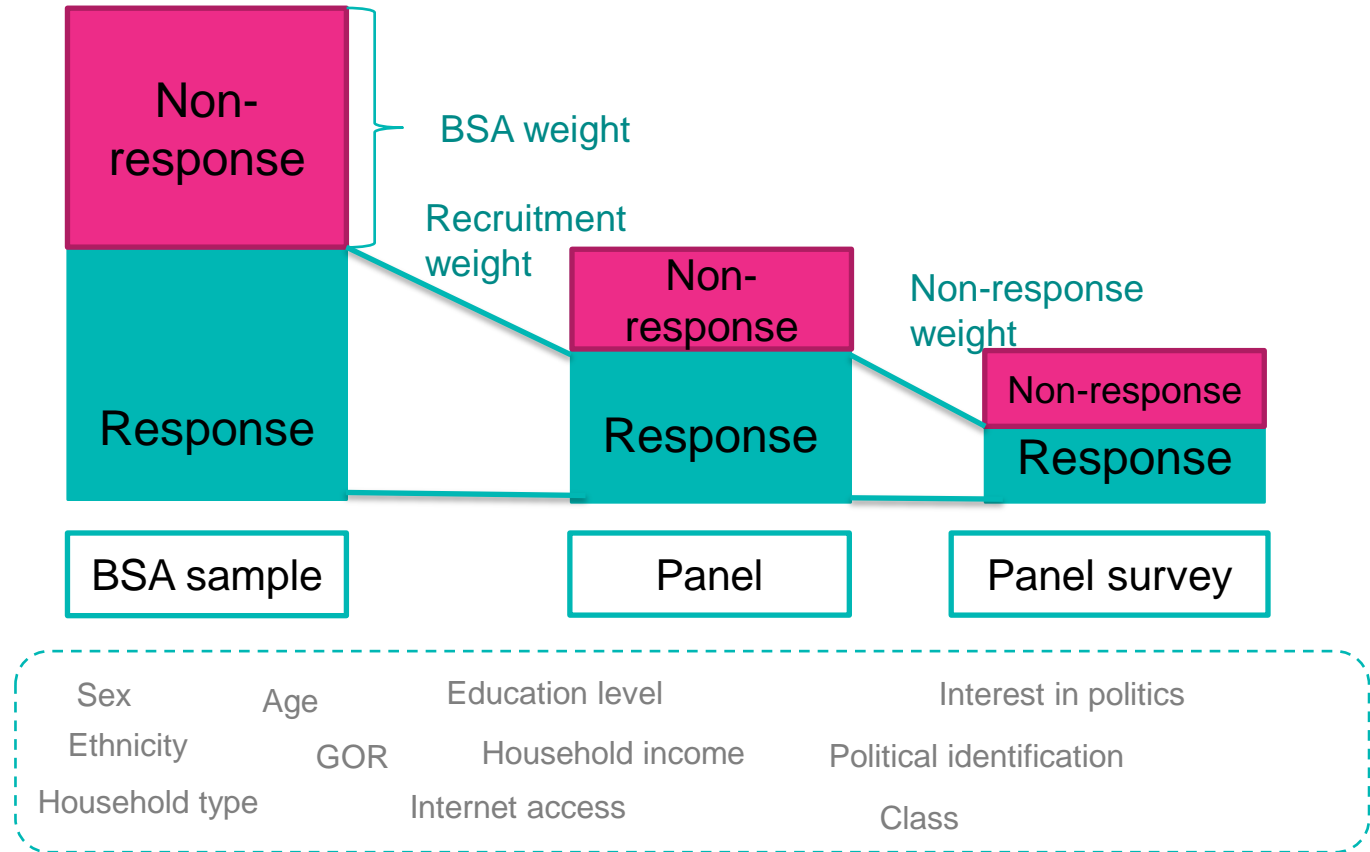 Non-
response
BSA weight
Recruitment
weight
Non-
response
Non-response
weight
Non-response
Response
Response
Response
BSA sample
Panel
Panel survey
Sex
Age
Education level
Interest in politics
Ethnicity
GOR
Household income
Political identification
Household type
Internet access
Class